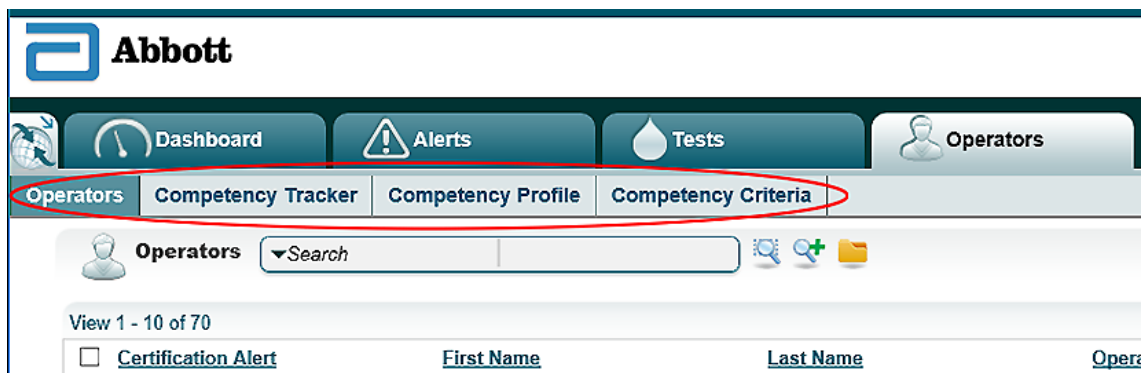 Abbott
Dashboard Alerts Tests Operators
Operators Competency Tracker Competency Profile Competency Criteria
Operators Search
View 1 - 10 of 70
Certification Alert First Name Last Name Opera